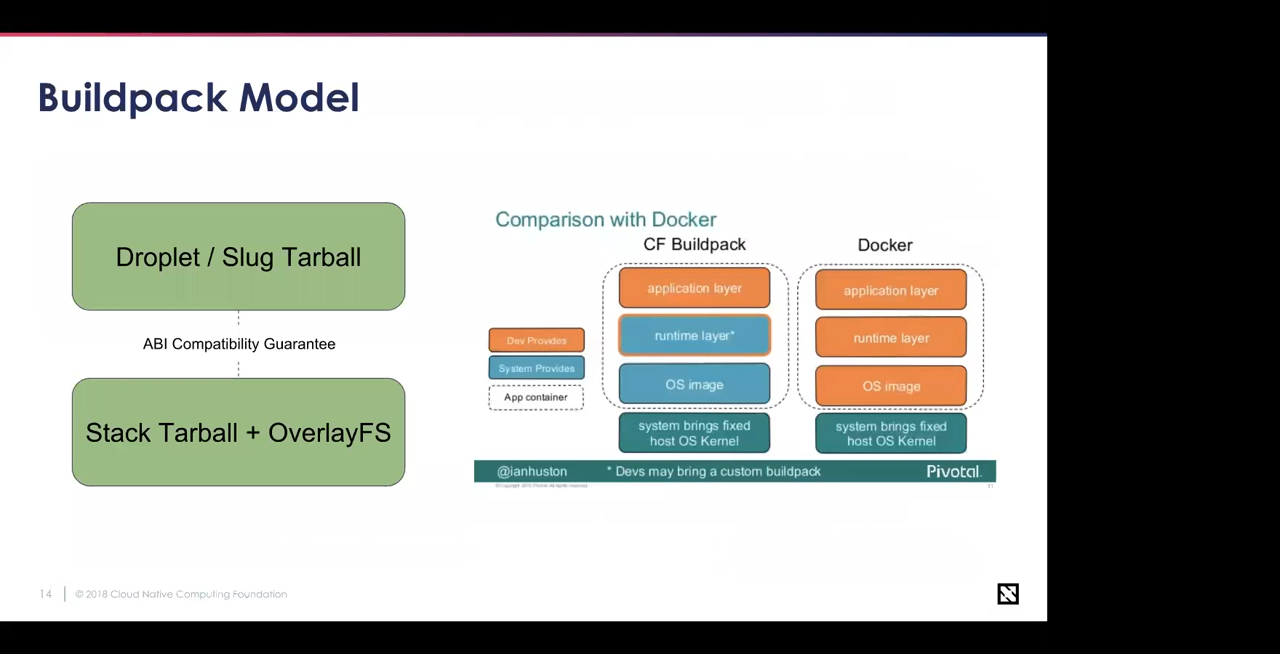 Buildpack Model
Droplet / Slug Tarball
ABI Compatibility Guarantee
Stack Tarball + OverlayFS
Comparison with Docker
CF Buildpack
Docker
Dev Provides
System Provides
App container
application layer
runtime layer*
OS image
system brings fixed
host OS Kernel
application layer
runtime layer
OS image
system brings fixed
host OS Kernel
@ianhuston
* Devs may bring a custom buildpack
Pivotal
14
© 2018 Cloud Native Computing Foundation